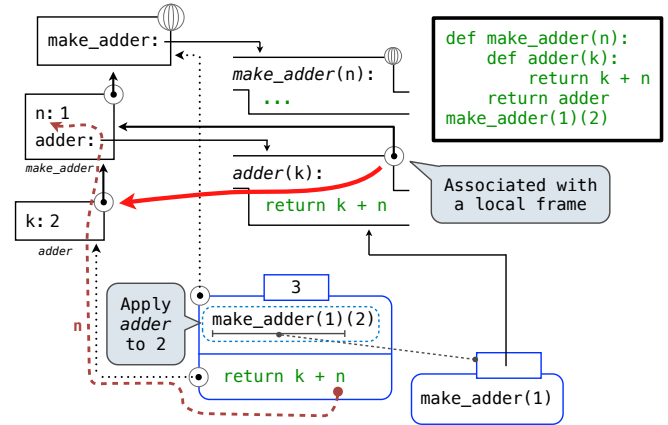 make_adder:
make_adder(n):
...
def make_adder(n):
def adder(k):
return k + n
return adder
make_adder(1)(2)
n: 1
adder:
make_adder
adder(k):
return k + n
Associated with
a local frame
k: 2
adder
n
Apply
adder
to 2
3
make_adder(1)(2)
return k + n
make_adder(1)